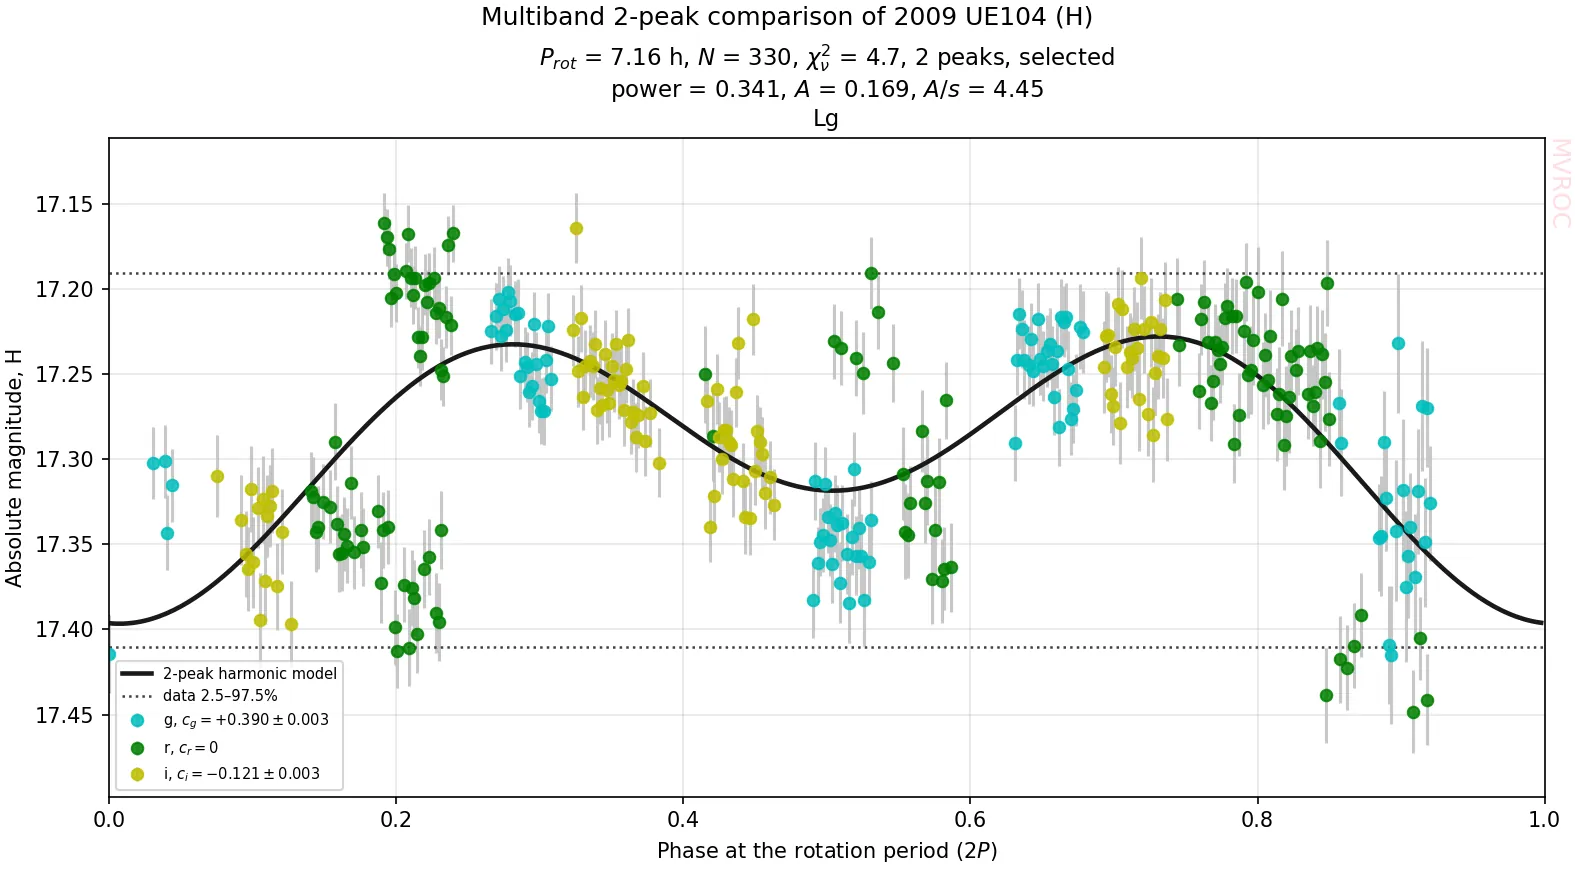 Multiband 2-peak comparison of 2009 UE104 (H)
P_rot = 7.16 h, N = 330, χ²_ν = 4.7, 2 peaks, selected
power = 0.341, A = 0.169, A/s = 4.45
Lg
MVROC
Absolute magnitude, H
17.15
17.20
17.25
17.30
17.35
17.40
17.45
2-peak harmonic model
data 2.5–97.5%
g, c_g = +0.390 ± 0.003
r, c_r = 0
i, c_i = −0.121 ± 0.003
0.0 0.2 0.4 0.6 0.8 1.0
Phase at the rotation period (2P)